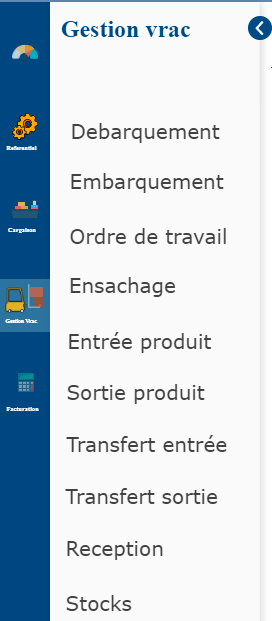 Gestion vrac
Referentiel
Cargaison
Gestion Vrac
Facturation
Debarquement
Embarquement
Ordre de travail
Ensachage
Entrée produit
Sortie produit
Transfert entrée
Transfert sortie
Reception
Stocks